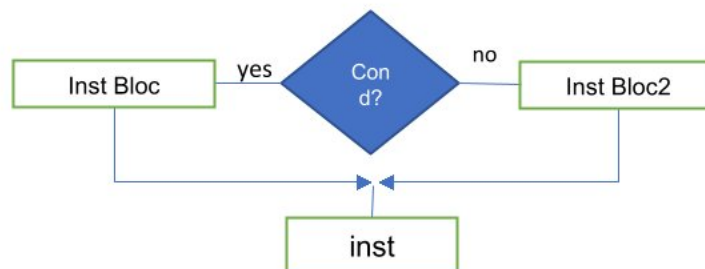 Inst Bloc
yes
Con
d?
no
Inst Bloc2
inst